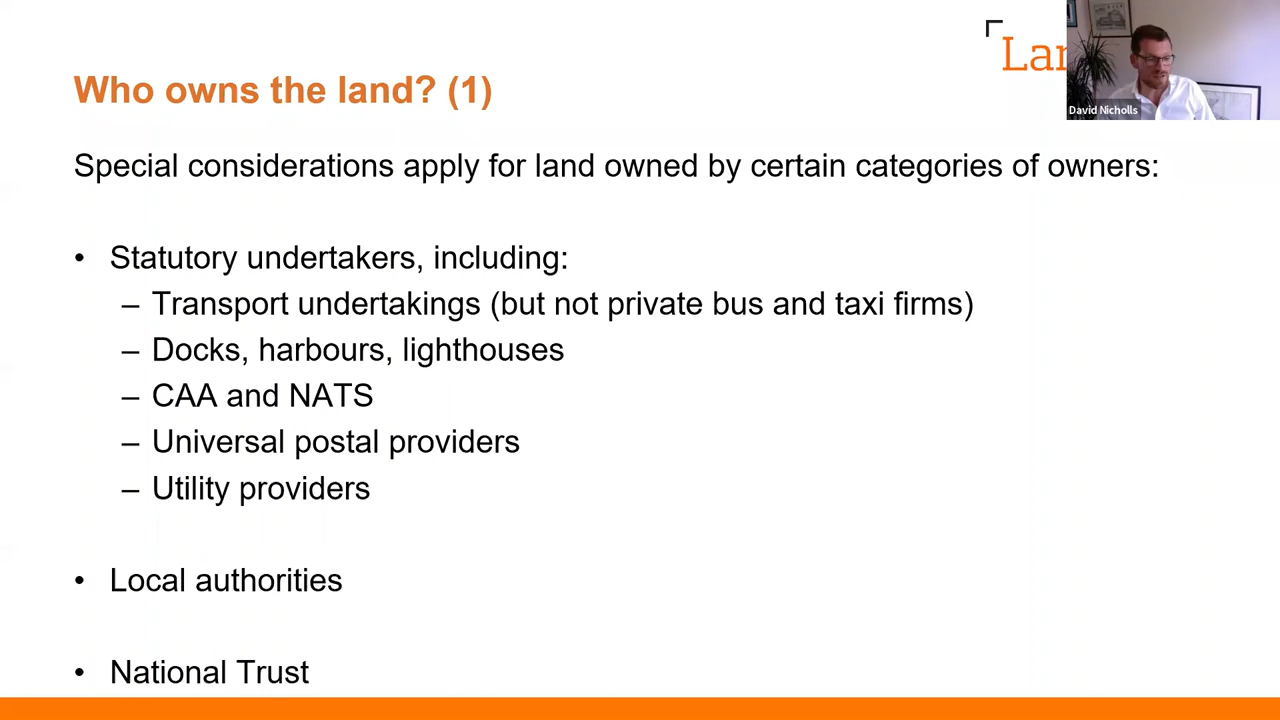 Who owns the land? (1)
David Nicholls
Special considerations apply for land owned by certain categories of owners:
• Statutory undertakers, including:
– Transport undertakings (but not private bus and taxi firms)
– Docks, harbours, lighthouses
– CAA and NATS
– Universal postal providers
– Utility providers
• Local authorities
• National Trust